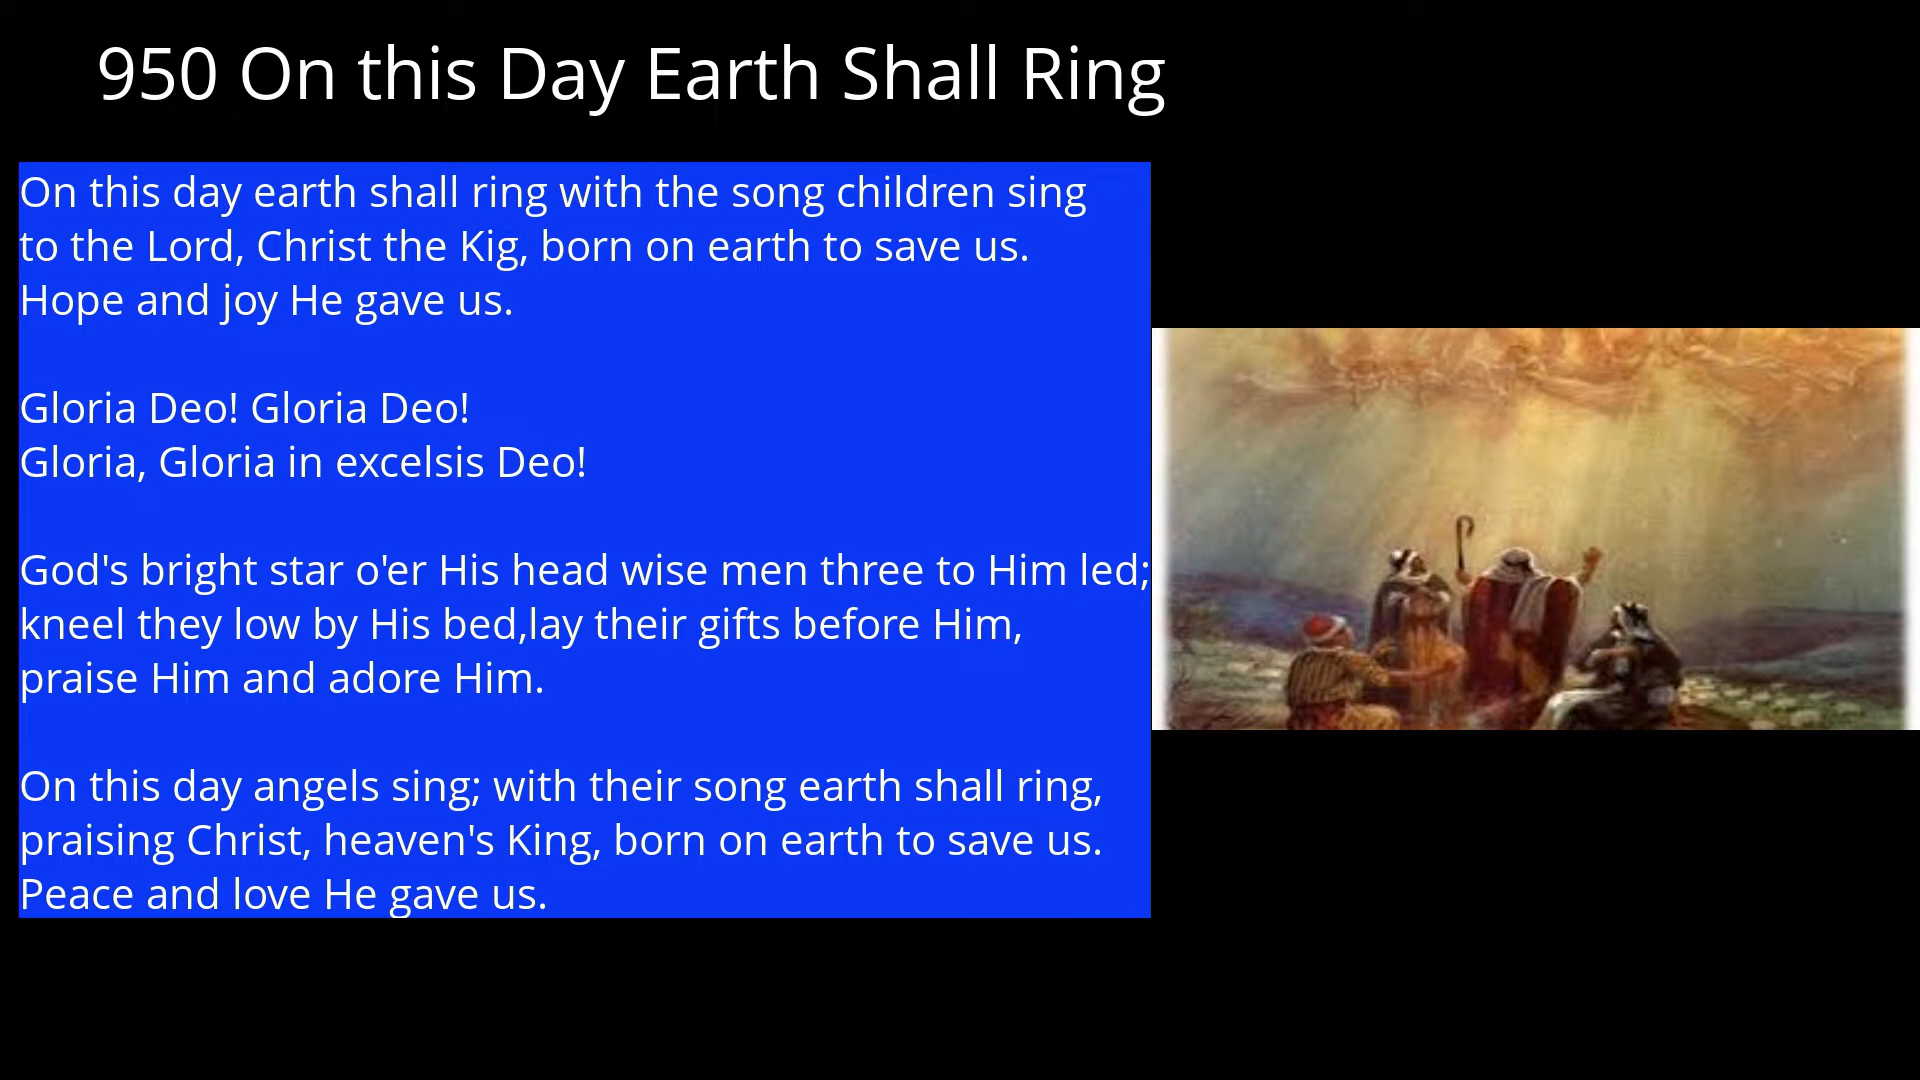 950 On this Day Earth Shall Ring
On this day earth shall ring with the song children sing
to the Lord, Christ the Kig, born on earth to save us.
Hope and joy He gave us.
Gloria Deo! Gloria Deo!
Gloria, Gloria in excelsis Deo!
God's bright star o'er His head wise men three to Him led;
kneel they low by His bed,lay their gifts before Him,
praise Him and adore Him.
On this day angels sing; with their song earth shall ring,
praising Christ, heaven's King, born on earth to save us.
Peace and love He gave us.